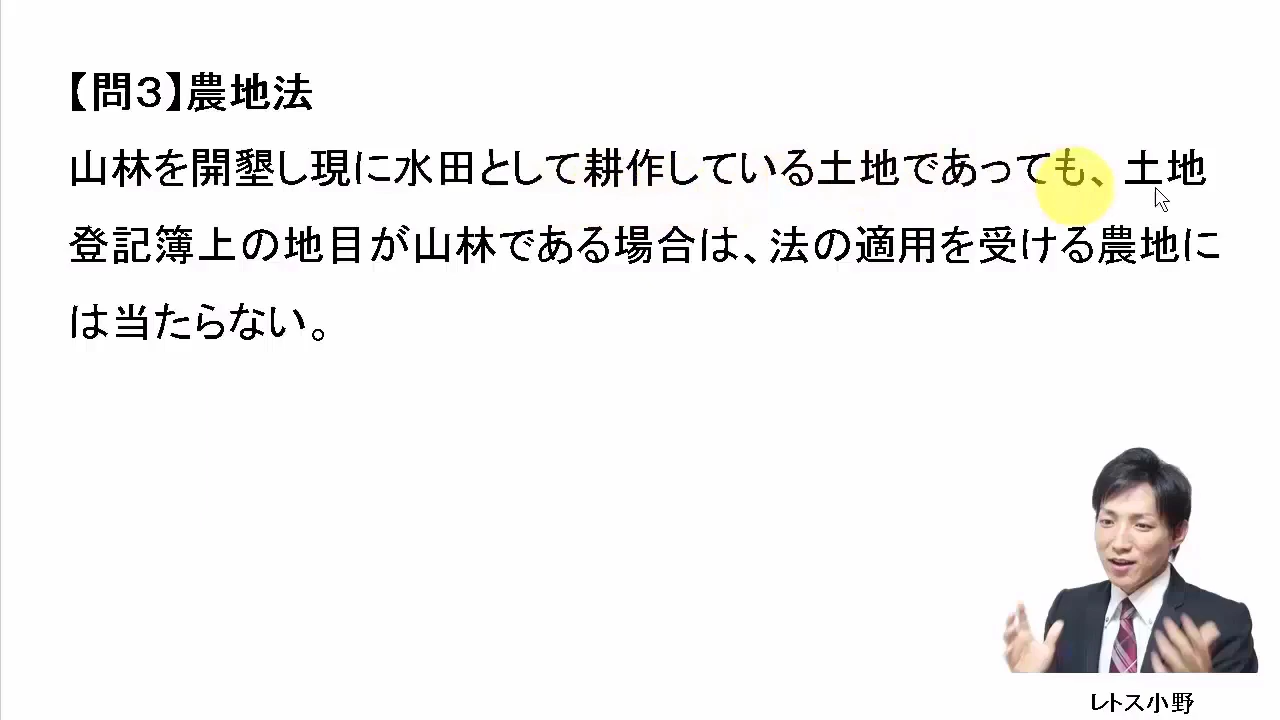 【問３】農地法
山林を開墾し現に水田として耕作している土地であっても、土地
登記簿上の地目が山林である場合は、法の適用を受ける農地に
は当たらない。
レトス小野